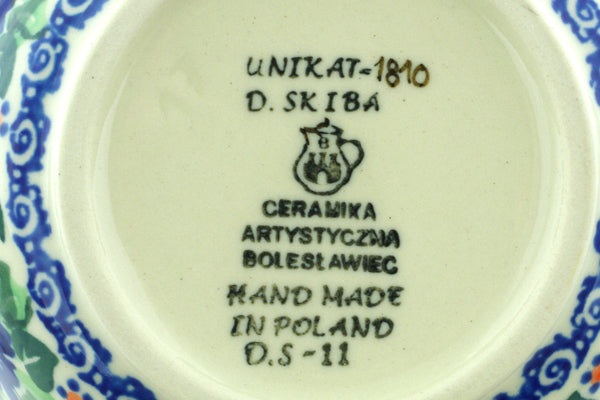 UNIKAT-1810
D. SKIBA
B
CERAMIKA
ARTYSTYCZNA
BOLESŁAWIEC
HAND MADE
IN POLAND
D.S-11